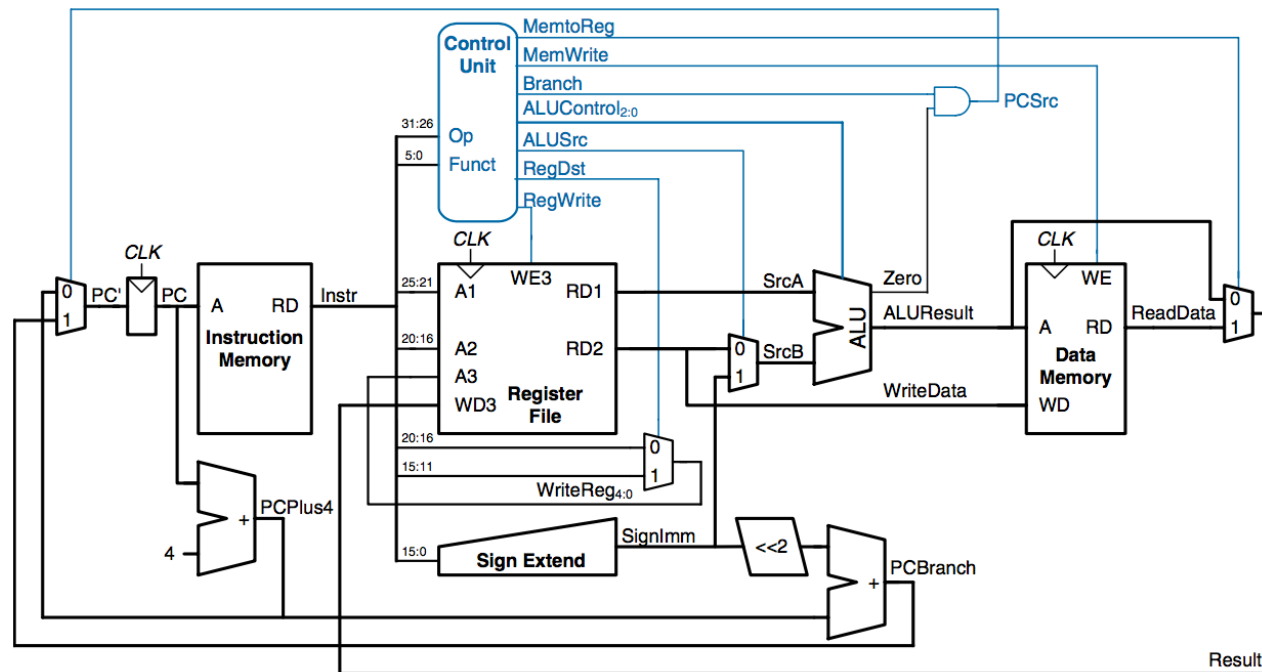 MemtoReg
Control
Unit
MemWrite
Branch
ALUControl2:0
PCSrc
31:26
Op
ALUSrc
5:0
Funct
RegDst
RegWrite
CLK
CLK
CLK
0
1
PC'
PC
A
RD
Instr
Instruction
Memory
25:21
A1
WE3
RD1
SrcA
Zero
WE
0
1
20:16
A2
RD2
0
1
SrcB
ALU
ALUResult
A
RD
ReadData
A3
Data
Memory
WD3
Register
File
WriteData
WD
20:16
0
15:11
1
WriteReg4:0
PCPlus4
+
4
15:0
Sign Extend
SignImm
<<2
+
PCBranch
Result